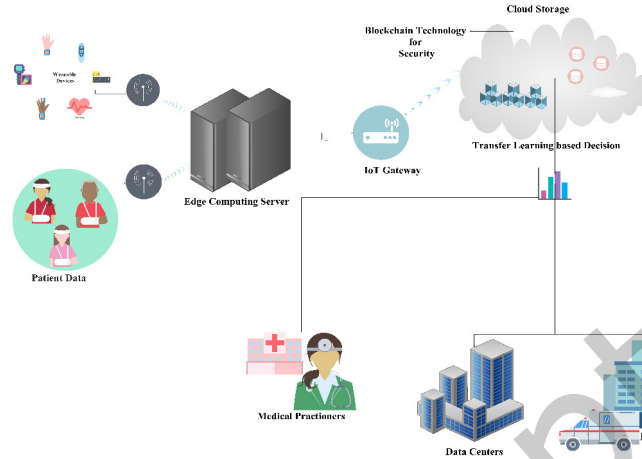 Cloud Storage
Blockchain Technology
for
Security
Wearable
Devices
Transfer Learning based Decision
IoT Gateway
Edge Computing Server
Patient Data
Medical Practioners
Data Centers